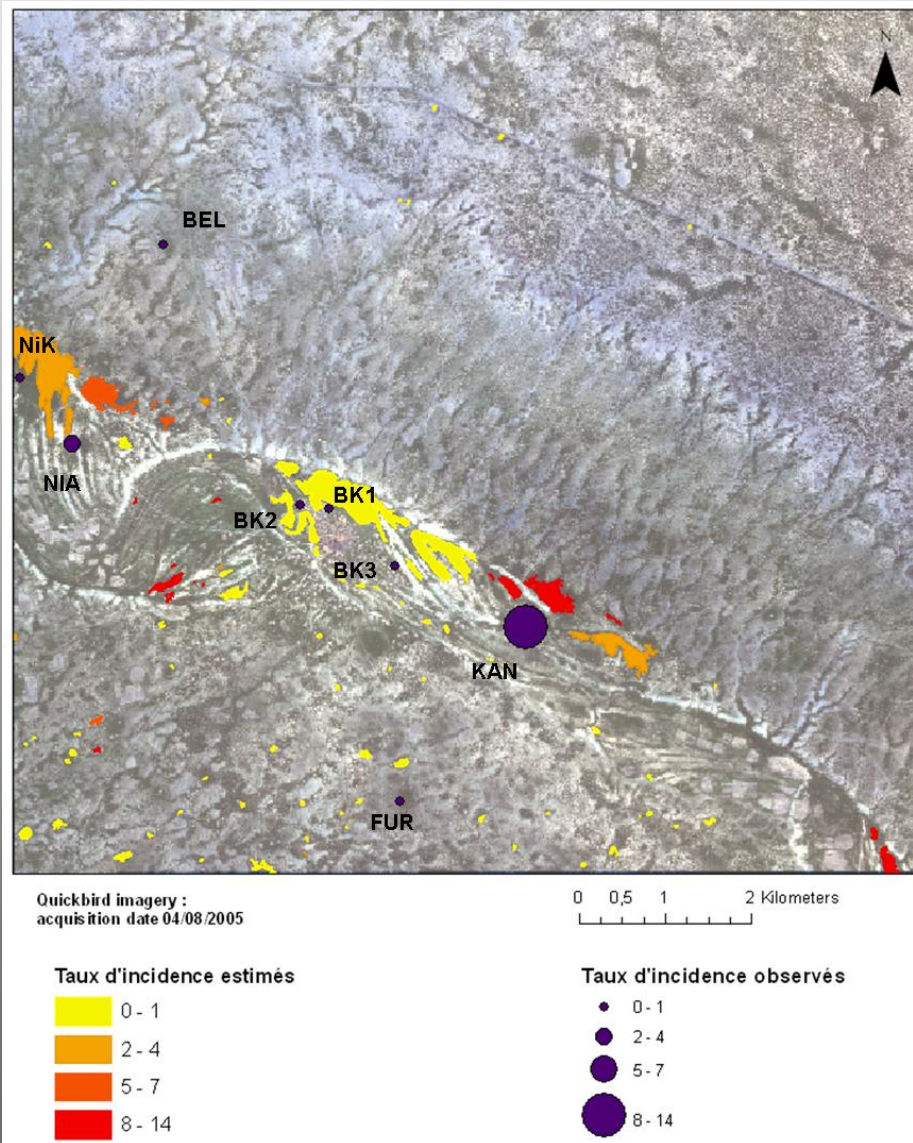 N
BEL
NiK
NIA
BK1
BK2
BK3
KAN
FUR
Quickbird imagery :
acquisition date 04/08/2005
0 0,5 1 2 Kilometers
Taux d'incidence estimés
0 - 1
2 - 4
5 - 7
8 - 14
Taux d'incidence observés
0 - 1
2 - 4
5 - 7
8 - 14